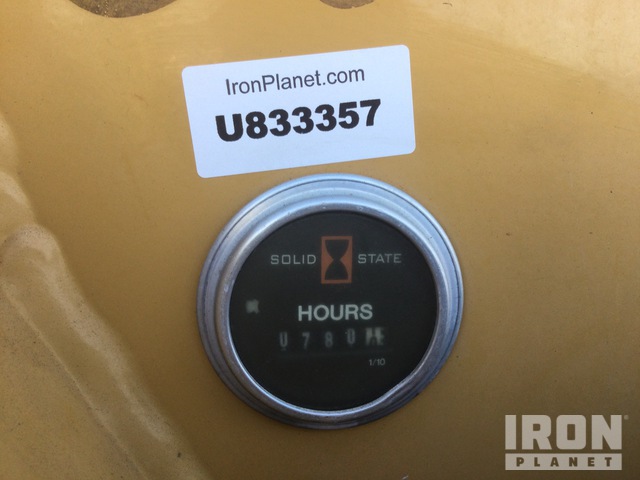 IronPlanet.com
U833357
SOLID STATE
HOURS
1/10
IRON
PLANET